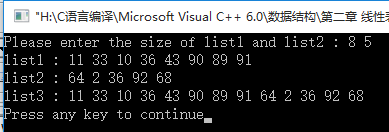 "H:\C语言编译\Microsoft Visual C++ 6.0\数据结构\第二章 线性
Please enter the size of list1 and list2 : 8 5
list1 : 11 33 10 36 43 90 89 91
list2 : 64 2 36 92 68
list3 : 11 33 10 36 43 90 89 91 64 2 36 92 68
Press any key to continue